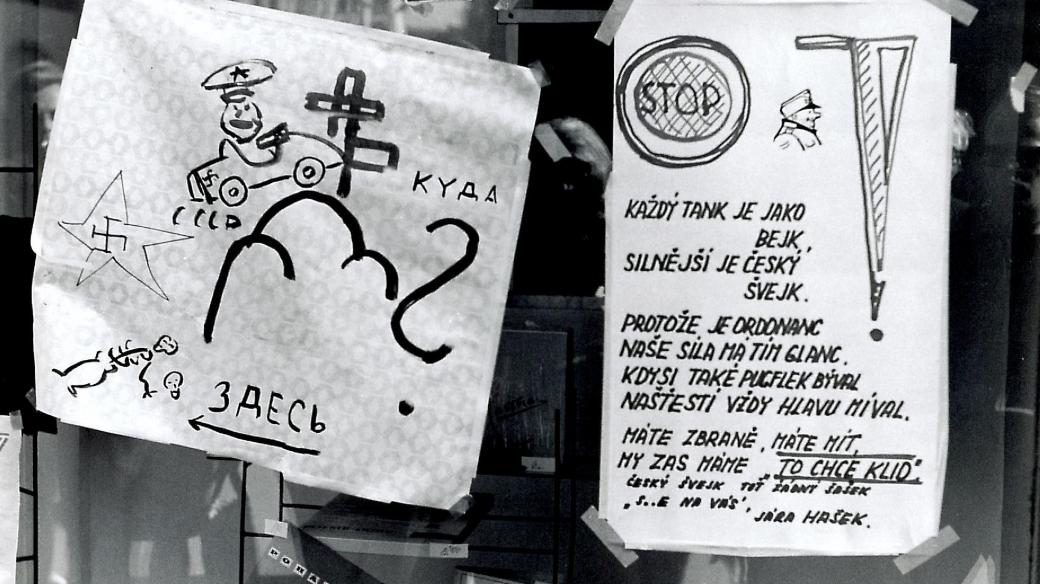 КУДА
СССР
ЗДЕСЬ
STOP
KAŽDÝ TANK JE JAKO
BEJK,
SILNĚJŠÍ JE ČESKÝ
ŠVEJK.
PROTOŽE JE ORDONANC
NAŠE SÍLA MÁ TÍM GLANC.
KDYSI TAKÉ PUCFLEK BÝVAL
NAŠTĚSTÍ VŽDY HLAVU MÍVAL.
MÁTE ZBRANĚ, MÁTE MÍT,
MY ZAS MÁME „TO CHCE KLID".
ČESKÝ ŠVEJK TOŤ ŽÁDNÝ ŠAŠEK
„S..E NA VÁS',
JÁRA HAŠEK.